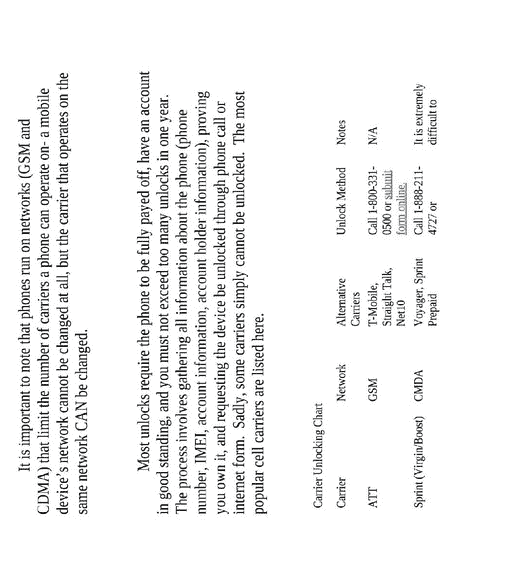 It is important to note that phones run on networks (GSM and
CDMA) that limit the number of carriers a phone can operate on- a mobile
device's network cannot be changed at all, but the carrier that operates on the
same network CAN be changed.
Most unlocks require the phone to be fully payed off, have an account
in good standing, and you must not exceed too many unlocks in one year.
The process involves gathering all information about the phone (phone
number, IMEI, account information, account holder information), proving
you own it, and requesting the device be unlocked through phone call or
internet form.  Sadly, some carriers simply cannot be unlocked.  The most
popular cell carriers are listed here.
Carrier Unlocking Chart
Carrier Network Alternative Unlock Method Notes
Carriers
ATT GSM T-Mobile, Call 1-800-331- N/A
Straight Talk, 0500 or submit
Net10 form online.
Sprint (Virgin/Boost) CMDA Voyager, Sprint Call 1-888-211- It is extremely
Prepaid 4727 or difficult to